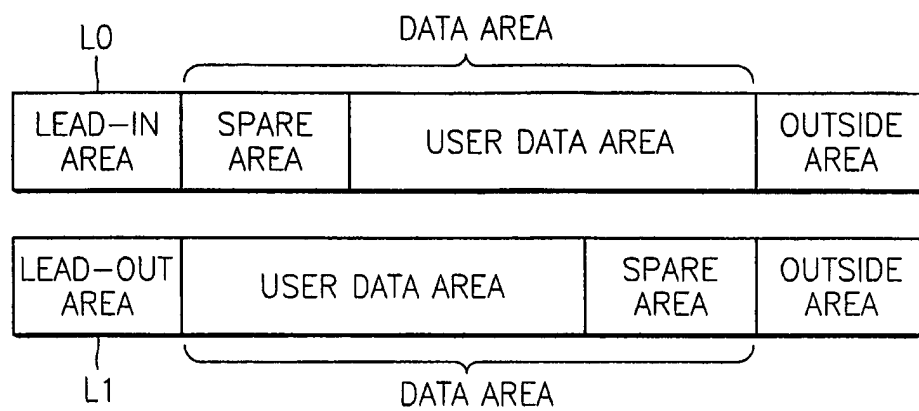 L0
DATA AREA
LEAD-IN
AREA
SPARE
AREA
USER DATA AREA
OUTSIDE
AREA
LEAD-OUT
AREA
USER DATA AREA
SPARE
AREA
OUTSIDE
AREA
L1
DATA AREA